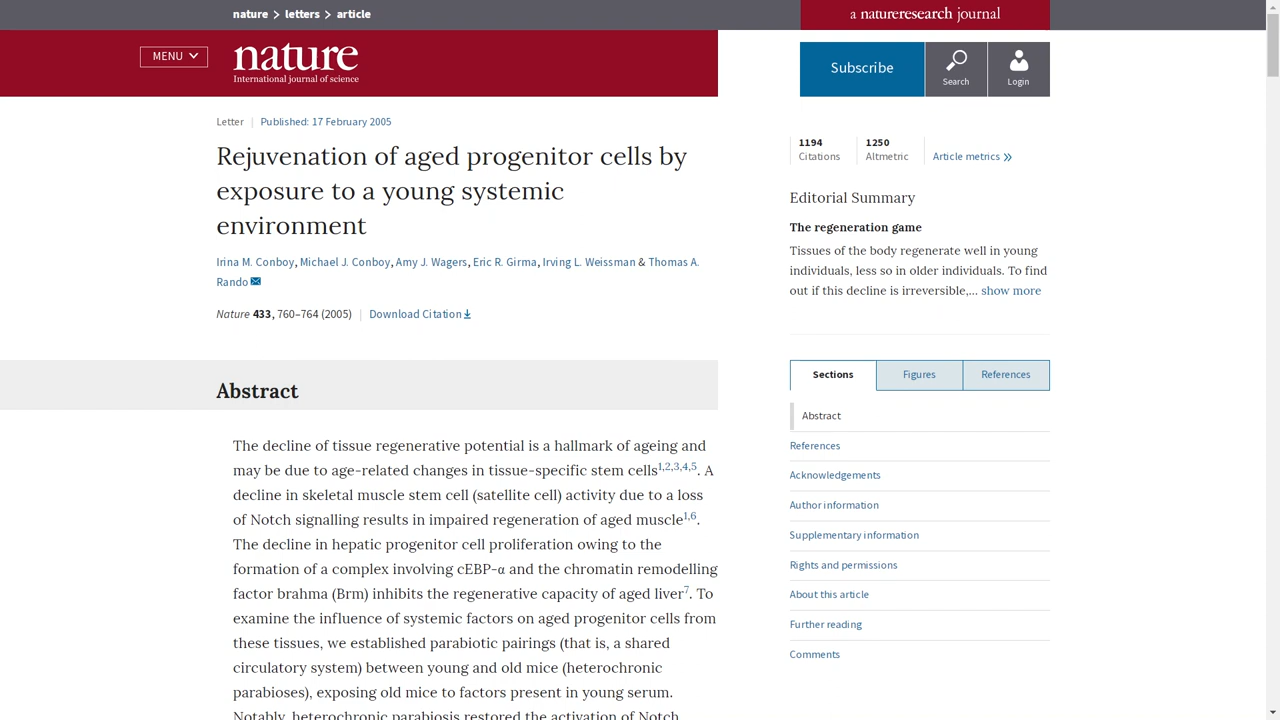 nature > letters > article
a natureresearch journal
MENU
nature
International journal of science
Subscribe
Search
Login
Letter | Published: 17 February 2005
Rejuvenation of aged progenitor cells by
exposure to a young systemic
environment
Irina M. Conboy, Michael J. Conboy, Amy J. Wagers, Eric R. Girma, Irving L. Weissman & Thomas A.
Rando
Nature 433, 760–764 (2005) | Download Citation
Abstract
The decline of tissue regenerative potential is a hallmark of ageing and
may be due to age-related changes in tissue-specific stem cells1,2,3,4,5. A
decline in skeletal muscle stem cell (satellite cell) activity due to a loss
of Notch signalling results in impaired regeneration of aged muscle1,6.
The decline in hepatic progenitor cell proliferation owing to the
formation of a complex involving cEBP-α and the chromatin remodelling
factor brahma (Brm) inhibits the regenerative capacity of aged liver7. To
examine the influence of systemic factors on aged progenitor cells from
these tissues, we established parabiotic pairings (that is, a shared
circulatory system) between young and old mice (heterochronic
parabioses), exposing old mice to factors present in young serum.
Notably, heterochronic parabiosis restored the activation of Notch
1194
Citations
1250
Altmetric
Article metrics »
Editorial Summary
The regeneration game
Tissues of the body regenerate well in young
individuals, less so in older individuals. To find
out if this decline is irreversible,... show more
Sections
Figures
References
Abstract
References
Acknowledgements
Author information
Supplementary information
Rights and permissions
About this article
Further reading
Comments